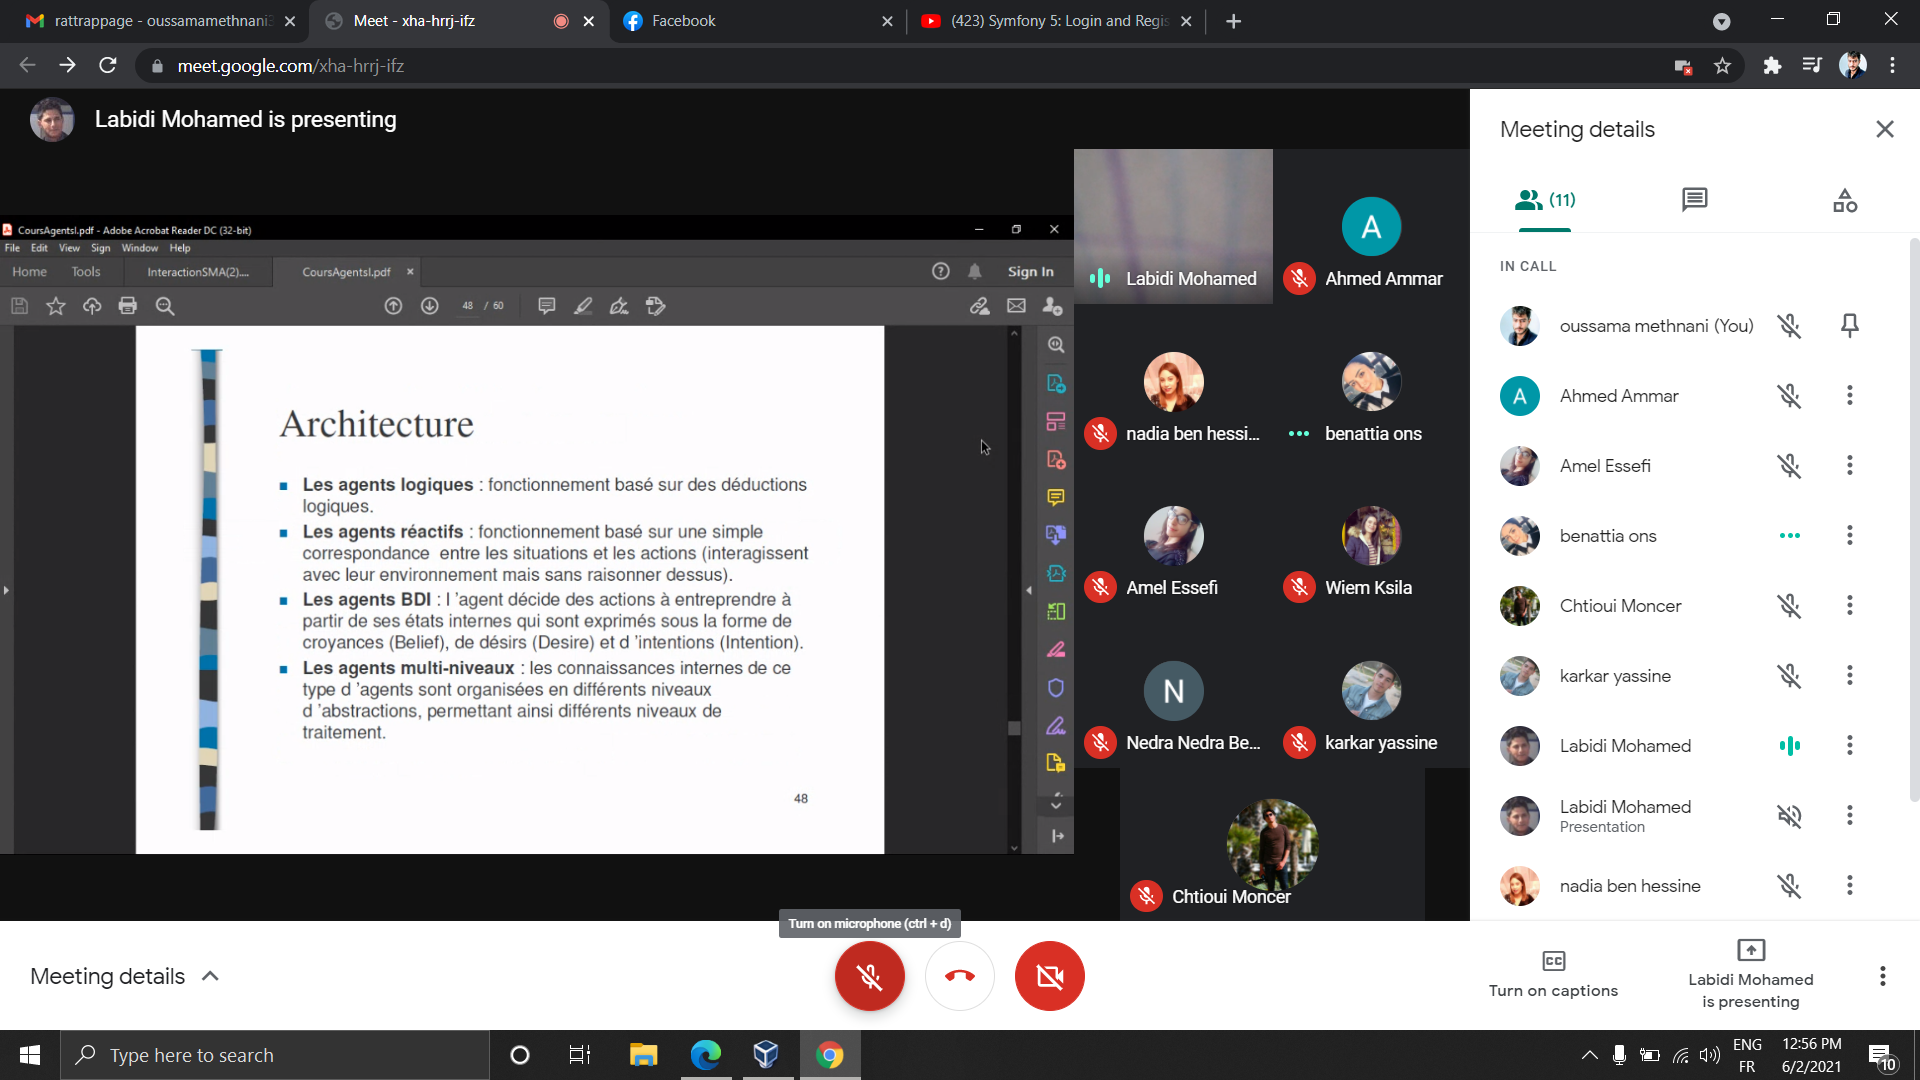 rattrappage - oussamamethnani3
Meet - xha-hrrj-ifz
Facebook
(423) Symfony 5: Login and Regis
meet.google.com/xha-hrrj-ifz
Labidi Mohamed is presenting
CoursAgentsI.pdf - Adobe Acrobat Reader DC (32-bit)
File Edit View Sign Window Help
Home Tools InteractionSMA(2).... CoursAgentsI.pdf Sign In
48 / 60
Architecture
Les agents logiques : fonctionnement basé sur des déductions
logiques.
Les agents réactifs : fonctionnement basé sur une simple
correspondance entre les situations et les actions (interagissent
avec leur environnement mais sans raisonner dessus).
Les agents BDI : l 'agent décide des actions à entreprendre à
partir de ses états internes qui sont exprimés sous la forme de
croyances (Belief), de désirs (Desire) et d 'intentions (Intention).
Les agents multi-niveaux : les connaissances internes de ce
type d 'agents sont organisées en différents niveaux
d 'abstractions, permettant ainsi différents niveaux de
traitement.
48
Labidi Mohamed
A
Ahmed Ammar
nadia ben hessi...
benattia ons
Amel Essefi
Wiem Ksila
N
Nedra Nedra Be...
karkar yassine
Chtioui Moncer
Meeting details
(11)
IN CALL
oussama methnani (You)
A
Ahmed Ammar
Amel Essefi
benattia ons
Chtioui Moncer
karkar yassine
Labidi Mohamed
Labidi Mohamed
Presentation
nadia ben hessine
Turn on microphone (ctrl + d)
Meeting details
CC
Turn on captions
Labidi Mohamed
is presenting
Type here to search
ENG
FR
12:56 PM
6/2/2021
10